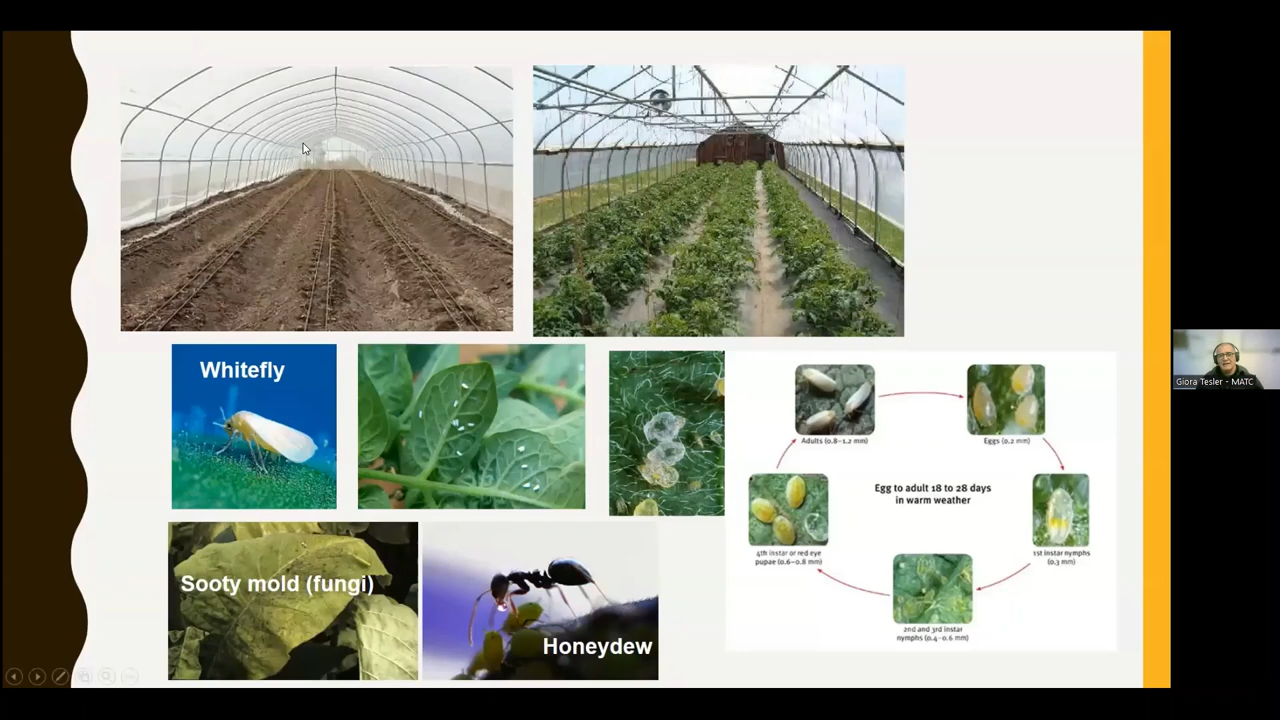 Whitefly
Adults (0.8–1.2 mm)
Eggs (0.2 mm)
Egg to adult 18 to 28 days
in warm weather
4th instar or red eye
pupae (0.6–0.8 mm)
1st instar nymphs
(0.3 mm)
2nd and 3rd instar
nymphs (0.4–0.6 mm)
Sooty mold (fungi)
Honeydew
Giora Tesler - MATC